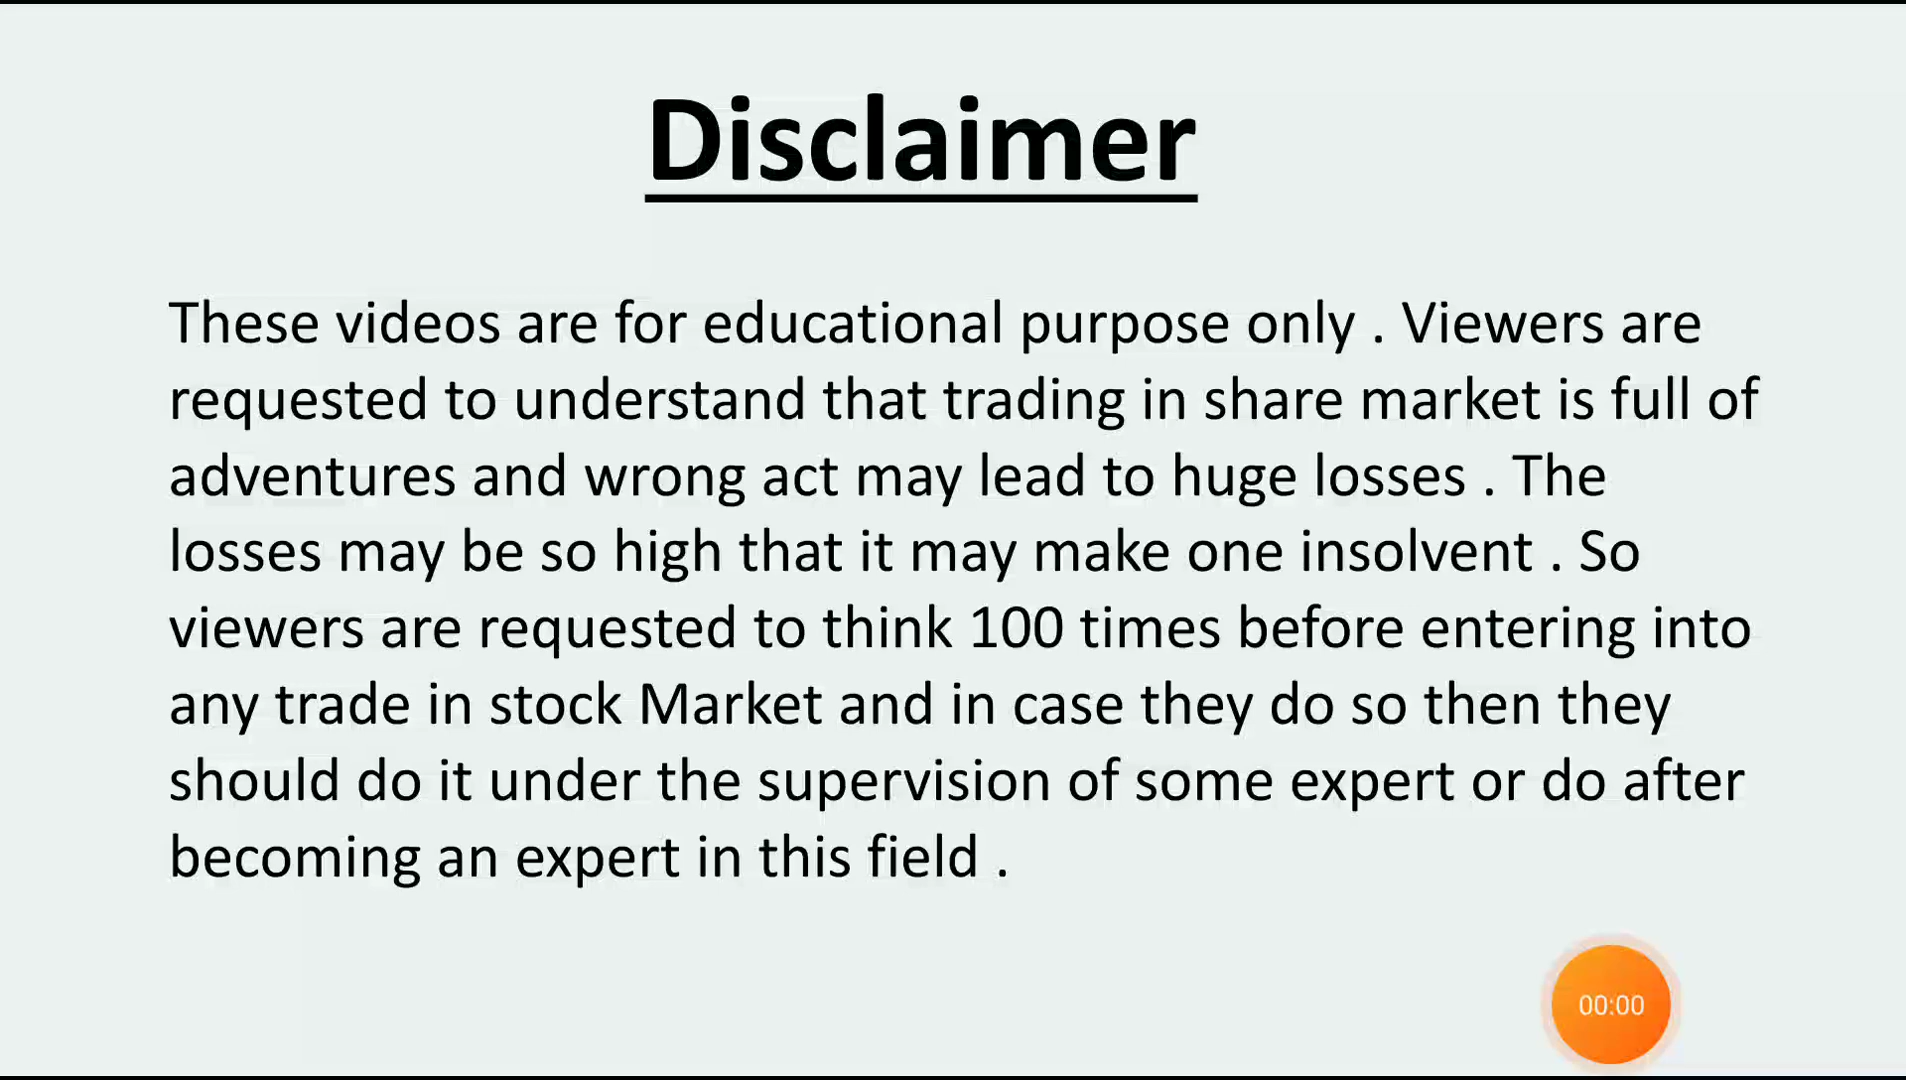 Disclaimer
These videos are for educational purpose only . Viewers are
requested to understand that trading in share market is full of
adventures and wrong act may lead to huge losses . The
losses may be so high that it may make one insolvent . So
viewers are requested to think 100 times before entering into
any trade in stock Market and in case they do so then they
should do it under the supervision of some expert or do after
becoming an expert in this field .
00:00